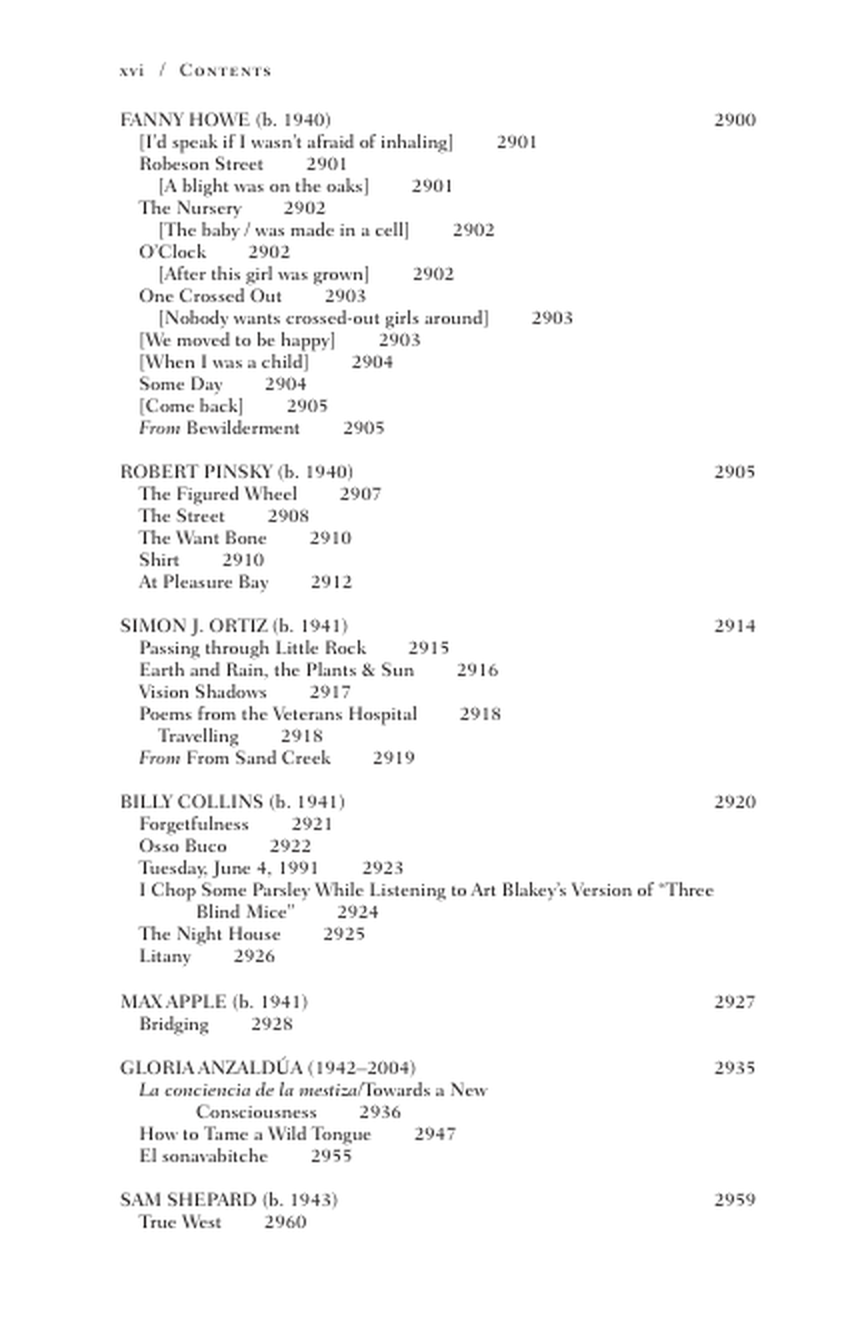 xvi / Contents
FANNY HOWE (b. 1940) 2900
[I'd speak if I wasn't afraid of inhaling] 2901
Robeson Street 2901
[A blight was on the oaks] 2901
The Nursery 2902
[The baby / was made in a cell] 2902
O'Clock 2902
[After this girl was grown] 2902
One Crossed Out 2903
[Nobody wants crossed-out girls around] 2903
[We moved to be happy] 2903
[When I was a child] 2904
Some Day 2904
[Come back] 2905
From Bewilderment 2905
ROBERT PINSKY (b. 1940) 2905
The Figured Wheel 2907
The Street 2908
The Want Bone 2910
Shirt 2910
At Pleasure Bay 2912
SIMON J. ORTIZ (b. 1941) 2914
Passing through Little Rock 2915
Earth and Rain, the Plants & Sun 2916
Vision Shadows 2917
Poems from the Veterans Hospital 2918
Travelling 2918
From From Sand Creek 2919
BILLY COLLINS (b. 1941) 2920
Forgetfulness 2921
Osso Buco 2922
Tuesday, June 4, 1991 2923
I Chop Some Parsley While Listening to Art Blakey's Version of "Three
Blind Mice" 2924
The Night House 2925
Litany 2926
MAX APPLE (b. 1941) 2927
Bridging 2928
GLORIA ANZALDÚA (1942–2004) 2935
La conciencia de la mestiza/Towards a New
Consciousness 2936
How to Tame a Wild Tongue 2947
El sonavabitche 2955
SAM SHEPARD (b. 1943) 2959
True West 2960